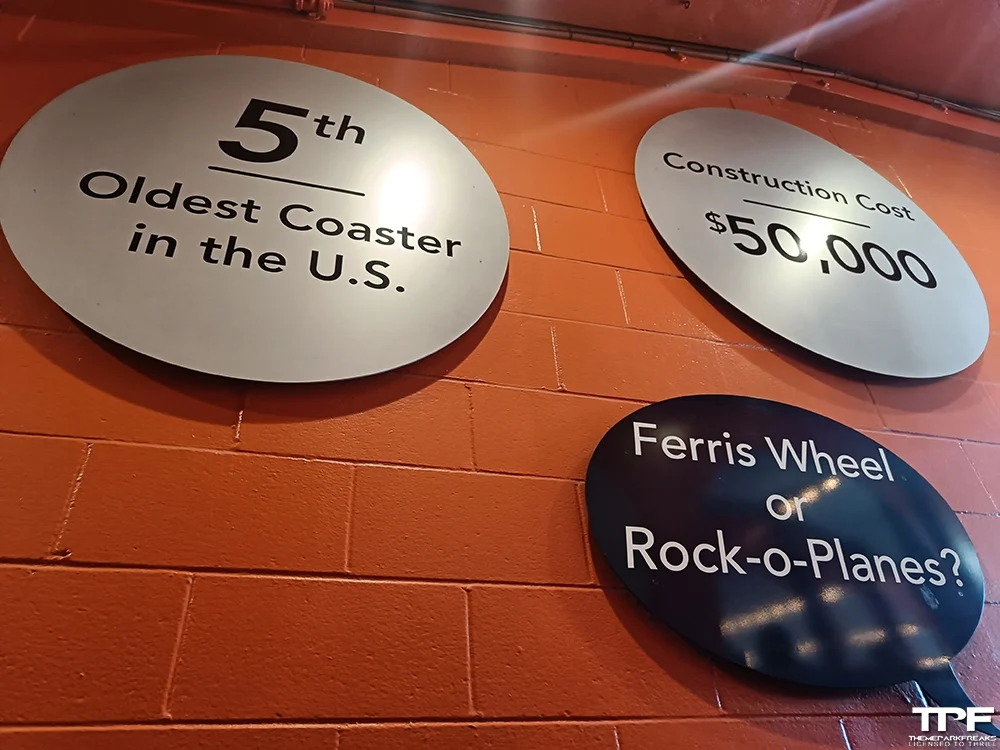 5th
Oldest Coaster
in the U.S.
Construction Cost
$50,000
Ferris Wheel
or
Rock-o-Planes?
TPF
THEMEPARKFREAKS
LICENSED TO THRILL